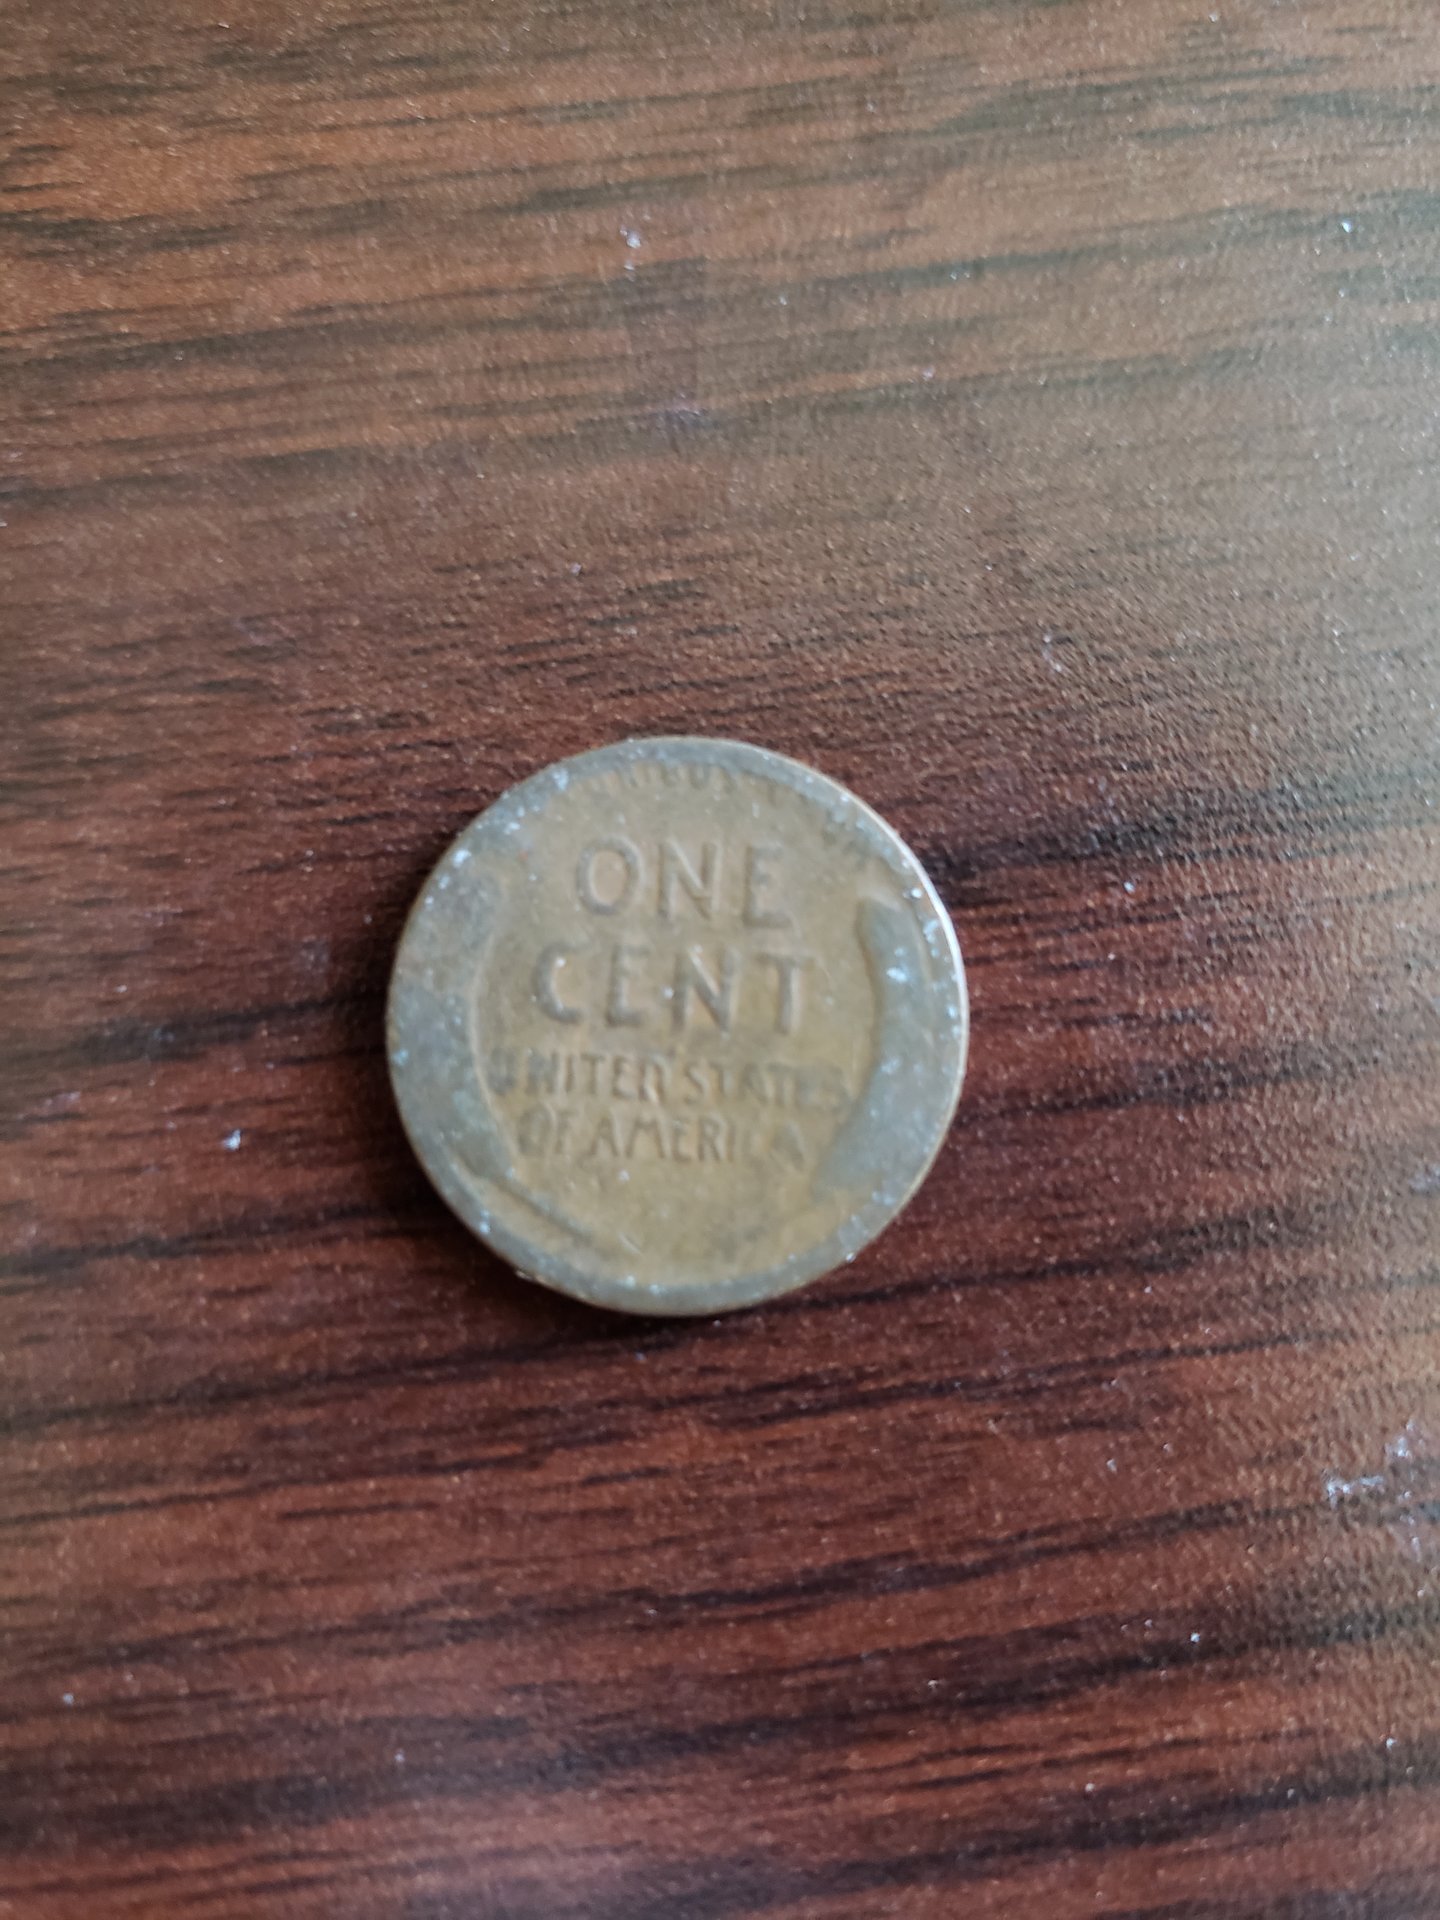 ONE
CENT
UNITED STATES
OF AMERICA